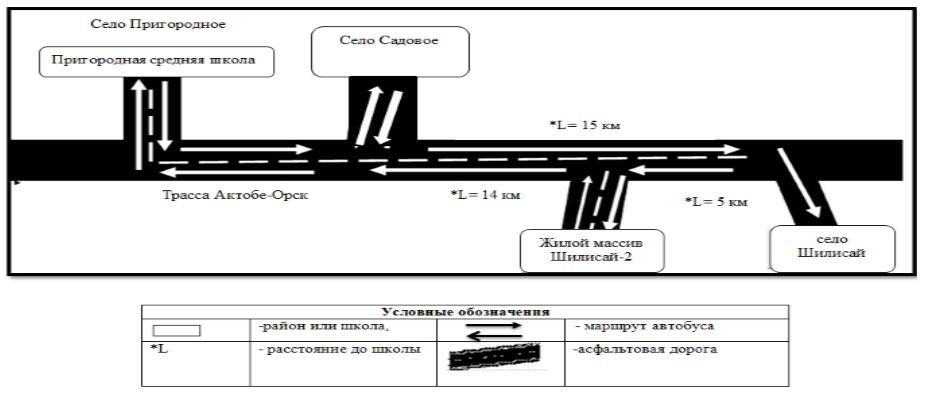 Село Пригородное
Пригородная средняя школа
Село Садовое
*L= 15 км
Трасса Актобе-Орск
*L= 14 км
*L= 5 км
Жилой массив
Шилисай-2
село
Шилисай
Условные обозначения
-район или школа,
- маршрут автобуса
*L
- расстояние до школы
-асфальтовая дорога